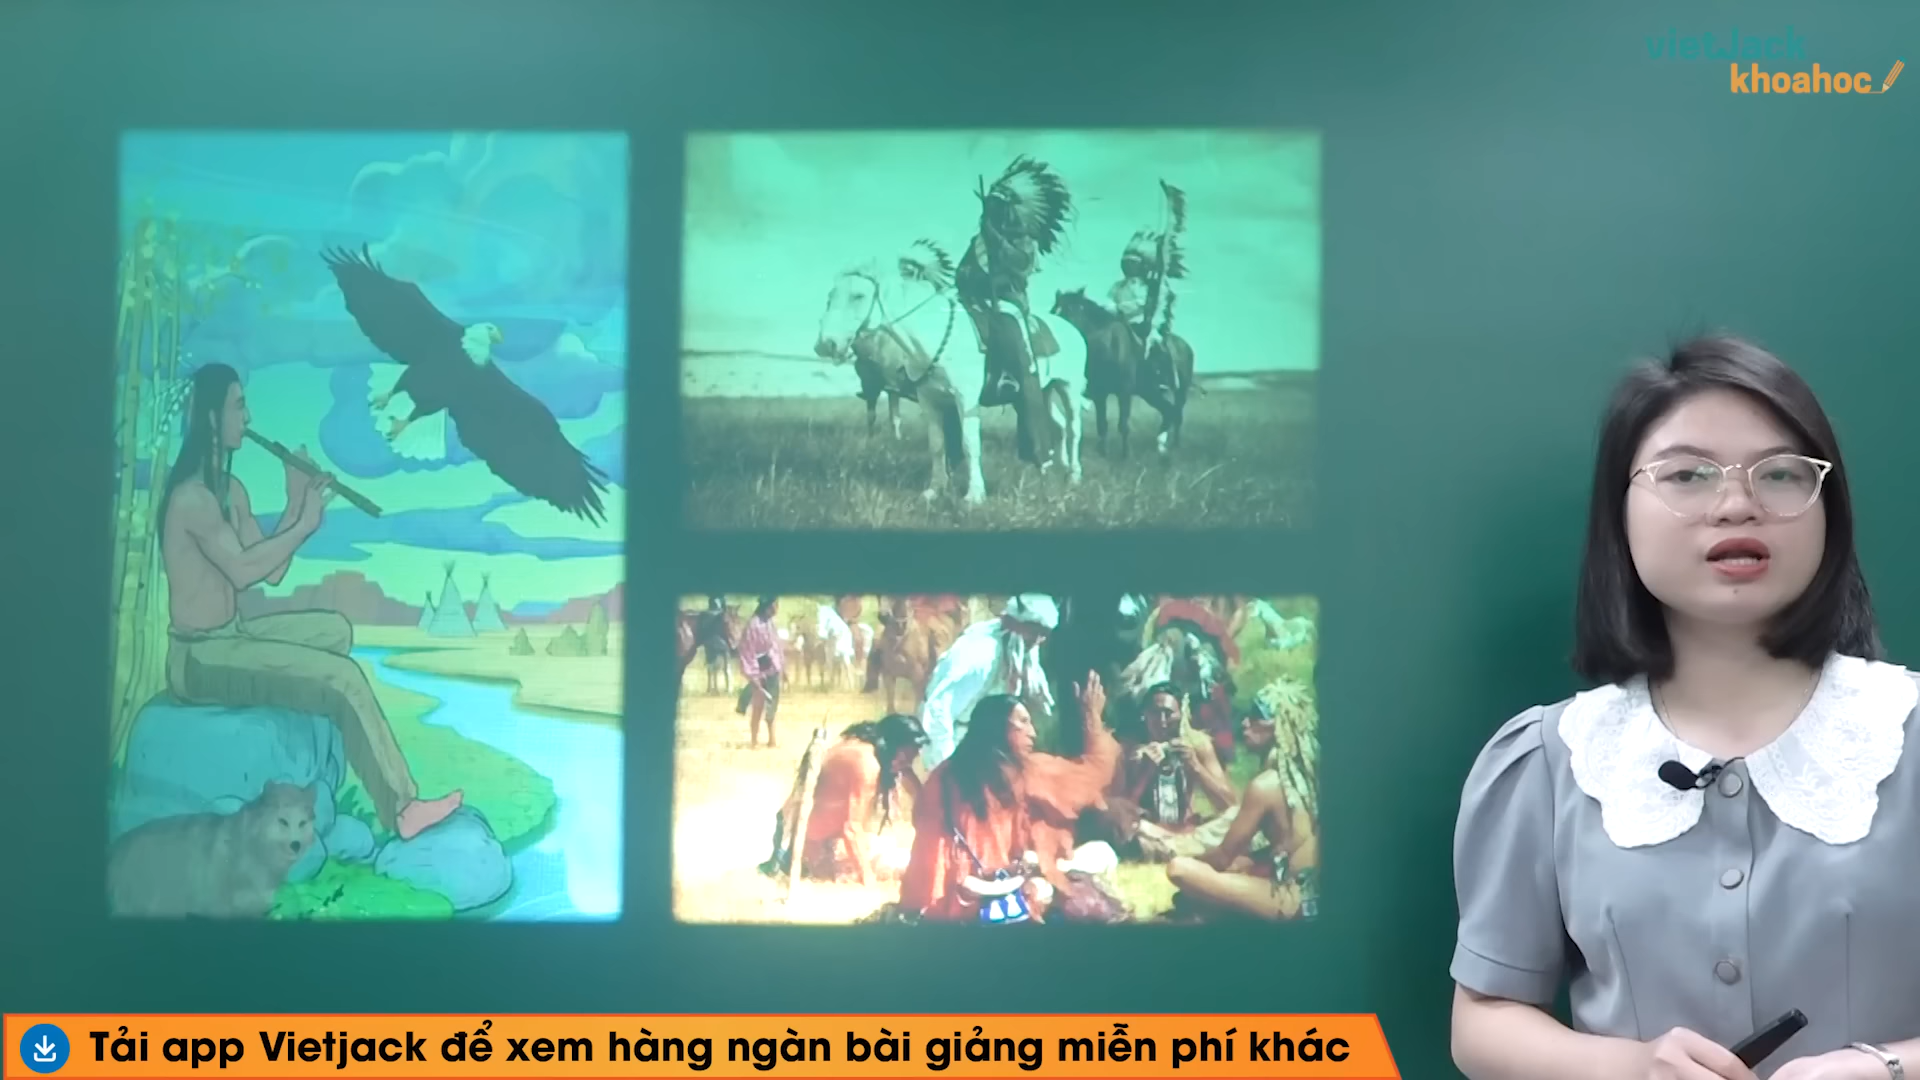 vietJack
khoahoc
Tải app Vietjack để xem hàng ngàn bài giảng miễn phí khác